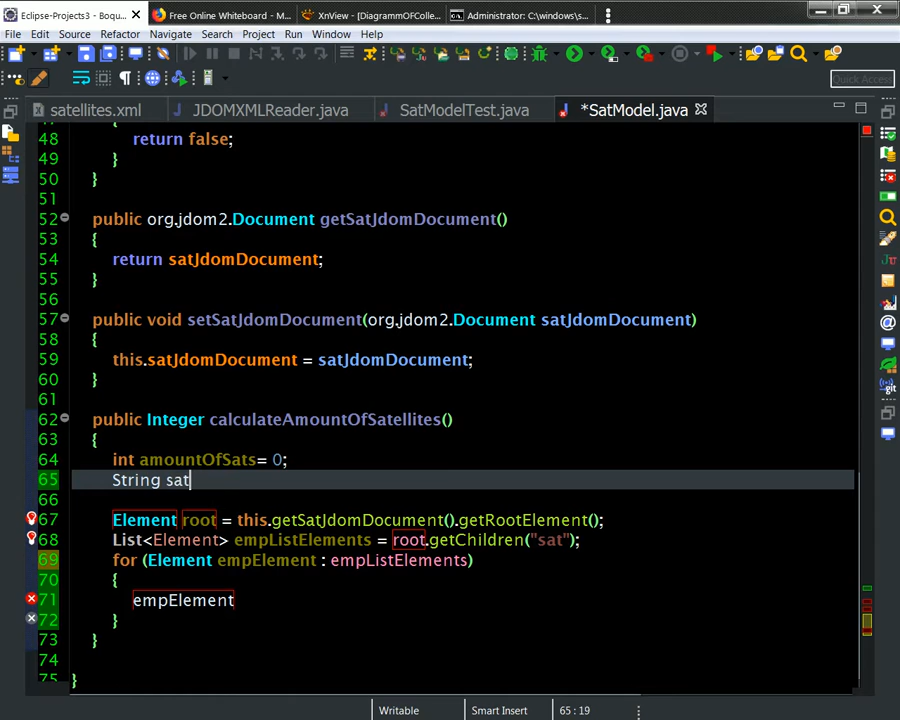 Eclipse-Projects3 - Bo...
Free Online Whiteboard - M...
XnView - [DiagrammOfColle...
Administrator: C:\windows\s...
File Edit Source Refactor Navigate Search Project Run Window Help
Quick Access
satellites.xml
JDOMXMLReader.java
SatModelTest.java
*SatModel.java
48 return false;
49 }
50 }
51
52 public org.jdom2.Document getSatJdomDocument()
53 {
54 return satJdomDocument;
55 }
56
57 public void setSatJdomDocument(org.jdom2.Document satJdomDocument)
58 {
59 this.satJdomDocument = satJdomDocument;
60 }
61
62 public Integer calculateAmountOfSatellites()
63 {
64 int amountOfSats= 0;
65 String sat
66
67 Element root = this.getSatJdomDocument().getRootElement();
68 List<Element> empListElements = root.getChildren("sat");
69 for (Element empElement : empListElements)
70 {
71 empElement
72 }
73 }
74
75 }
Writable Smart Insert 65 : 19